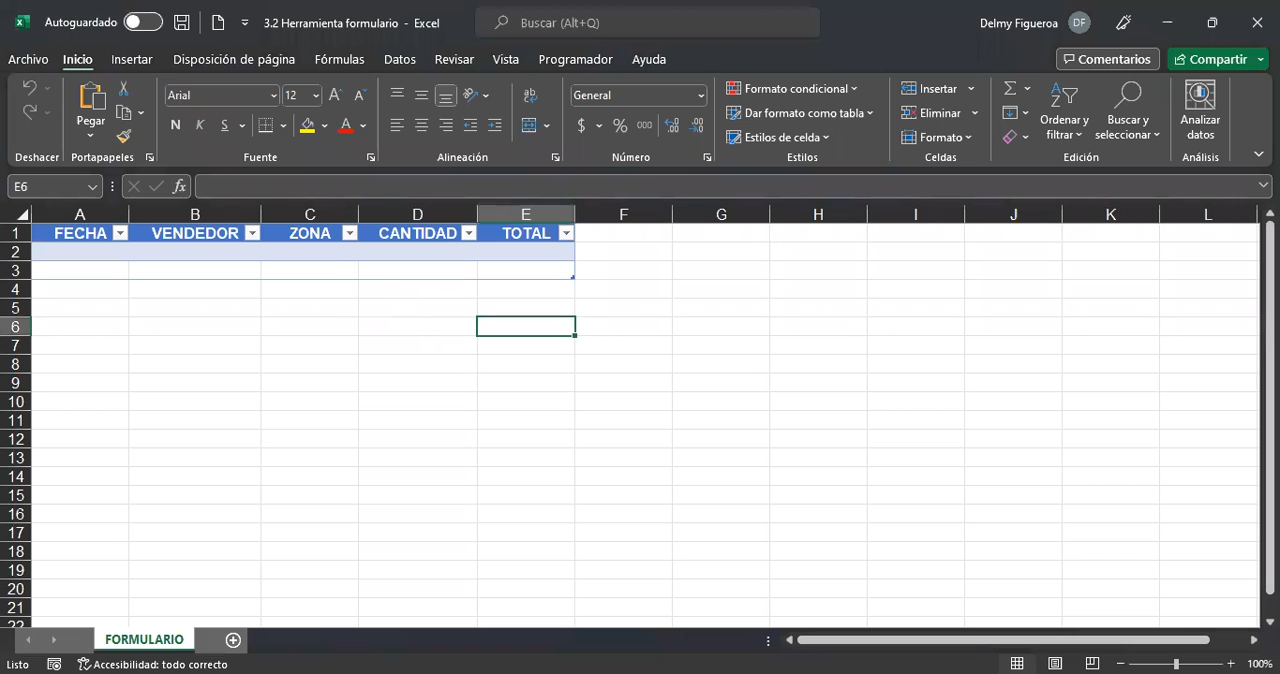 Autoguardado 3.2 Herramienta formulario - Excel Buscar (Alt+Q) Delmy Figueroa DF
Archivo Inicio Insertar Disposición de página Fórmulas Datos Revisar Vista Programador Ayuda Comentarios Compartir
Pegar
Deshacer Portapapeles
Arial 12
N K S
Fuente
ab
Alineación
General
$ % 000
Número
Formato condicional
Dar formato como tabla
Estilos de celda
Estilos
Insertar
Eliminar
Formato
Celdas
Ordenar y filtrar
Buscar y seleccionar
Edición
Analizar datos
Análisis
E6 fx
A B C D E F G H I J K L
1 FECHA VENDEDOR ZONA CANTIDAD TOTAL
2
3
4
5
6
7
8
9
10
11
12
13
14
15
16
17
18
19
20
21
22
FORMULARIO
Listo Accesibilidad: todo correcto 100%